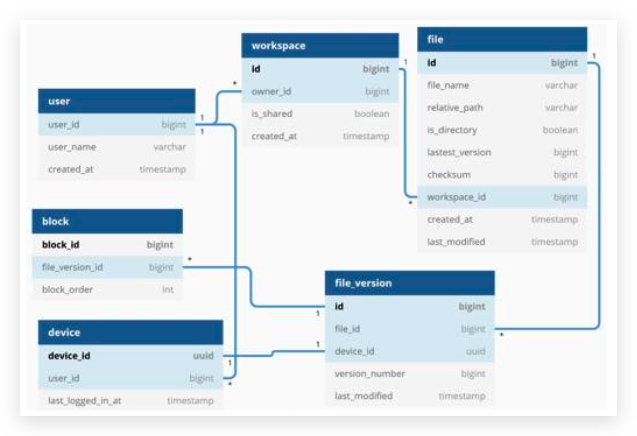 workspace
id bigint
owner_id bigint
is_shared boolean
created_at timestamp
file
id bigint
file_name varchar
relative_path varchar
is_directory boolean
lastest_version bigint
checksum bigint
workspace_id bigint
created_at timestamp
last_modified timestamp
user
user_id bigint
user_name varchar
created_at timestamp
block
block_id bigint
file_version_id bigint
block_order int
file_version
id bigint
file_id bigint
device_id uuid
version_number bigint
last_modified timestamp
device
device_id uuid
user_id bigint
last_logged_in_at timestamp
1
1
*
1
1
*
*
1
*
1
1
*